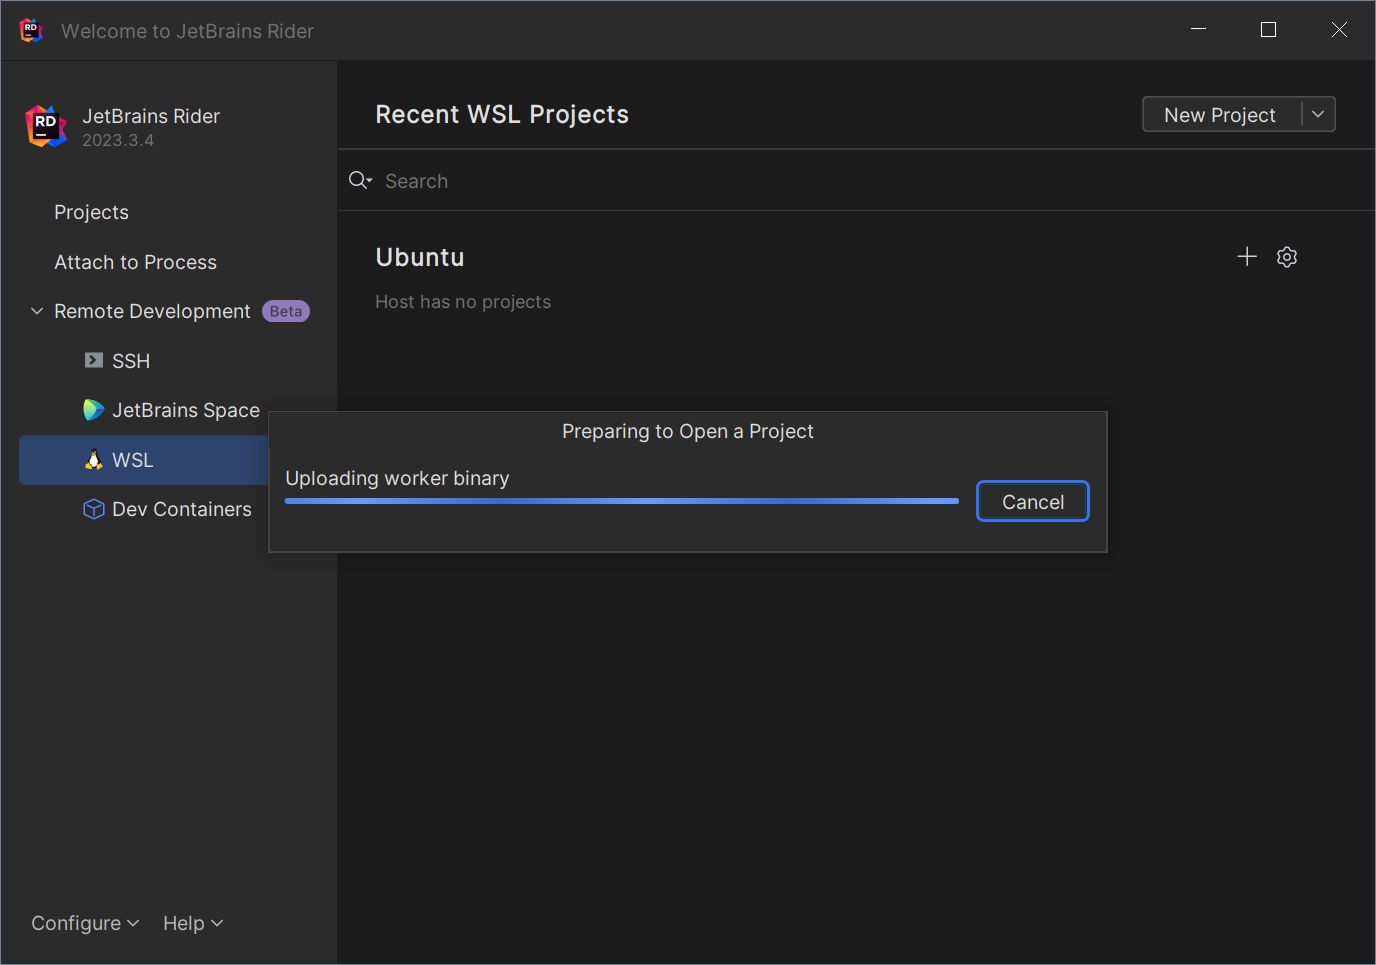 RD
Welcome to JetBrains Rider
RD
JetBrains Rider
2023.3.4
Projects
Attach to Process
Remote Development Beta
SSH
JetBrains Space
WSL
Dev Containers
Configure
Help
Recent WSL Projects
New Project
Search
Ubuntu
Host has no projects
Preparing to Open a Project
Uploading worker binary
Cancel